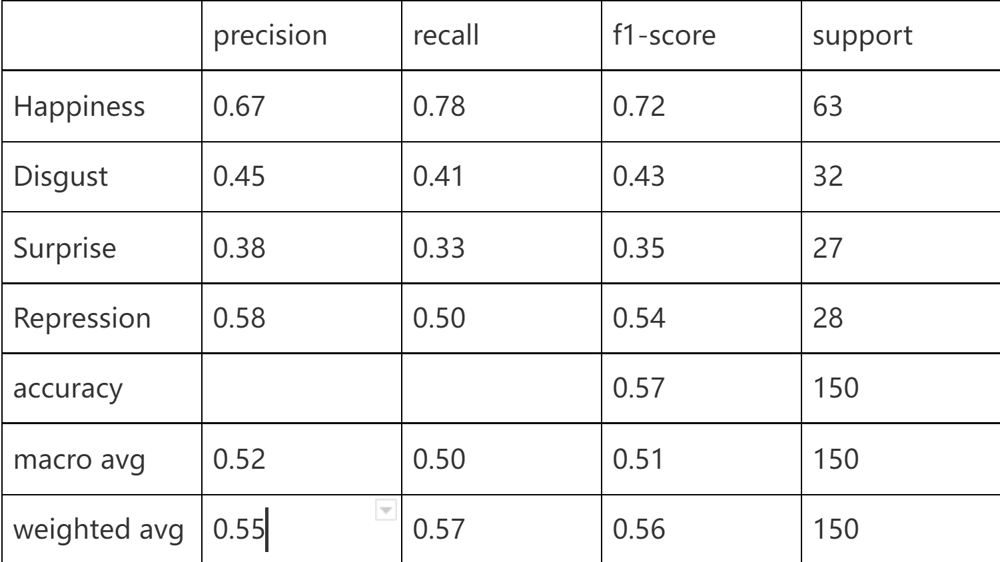 precision recall f1-score support
Happiness 0.67 0.78 0.72 63
Disgust 0.45 0.41 0.43 32
Surprise 0.38 0.33 0.35 27
Repression 0.58 0.50 0.54 28
accuracy 0.57 150
macro avg 0.52 0.50 0.51 150
weighted avg 0.55 0.57 0.56 150